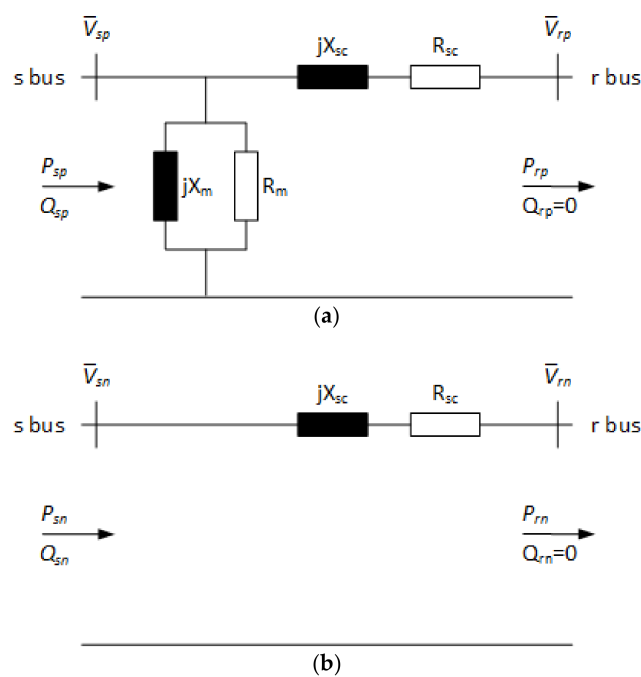 V̅sp jXsc Rsc V̅rp
s bus r bus
Psp Prp
Qsp jXm Rm Qrp=0
(a)
V̅sn jXsc Rsc V̅rn
s bus r bus
Psn Prn
Qsn Qrn=0
(b)